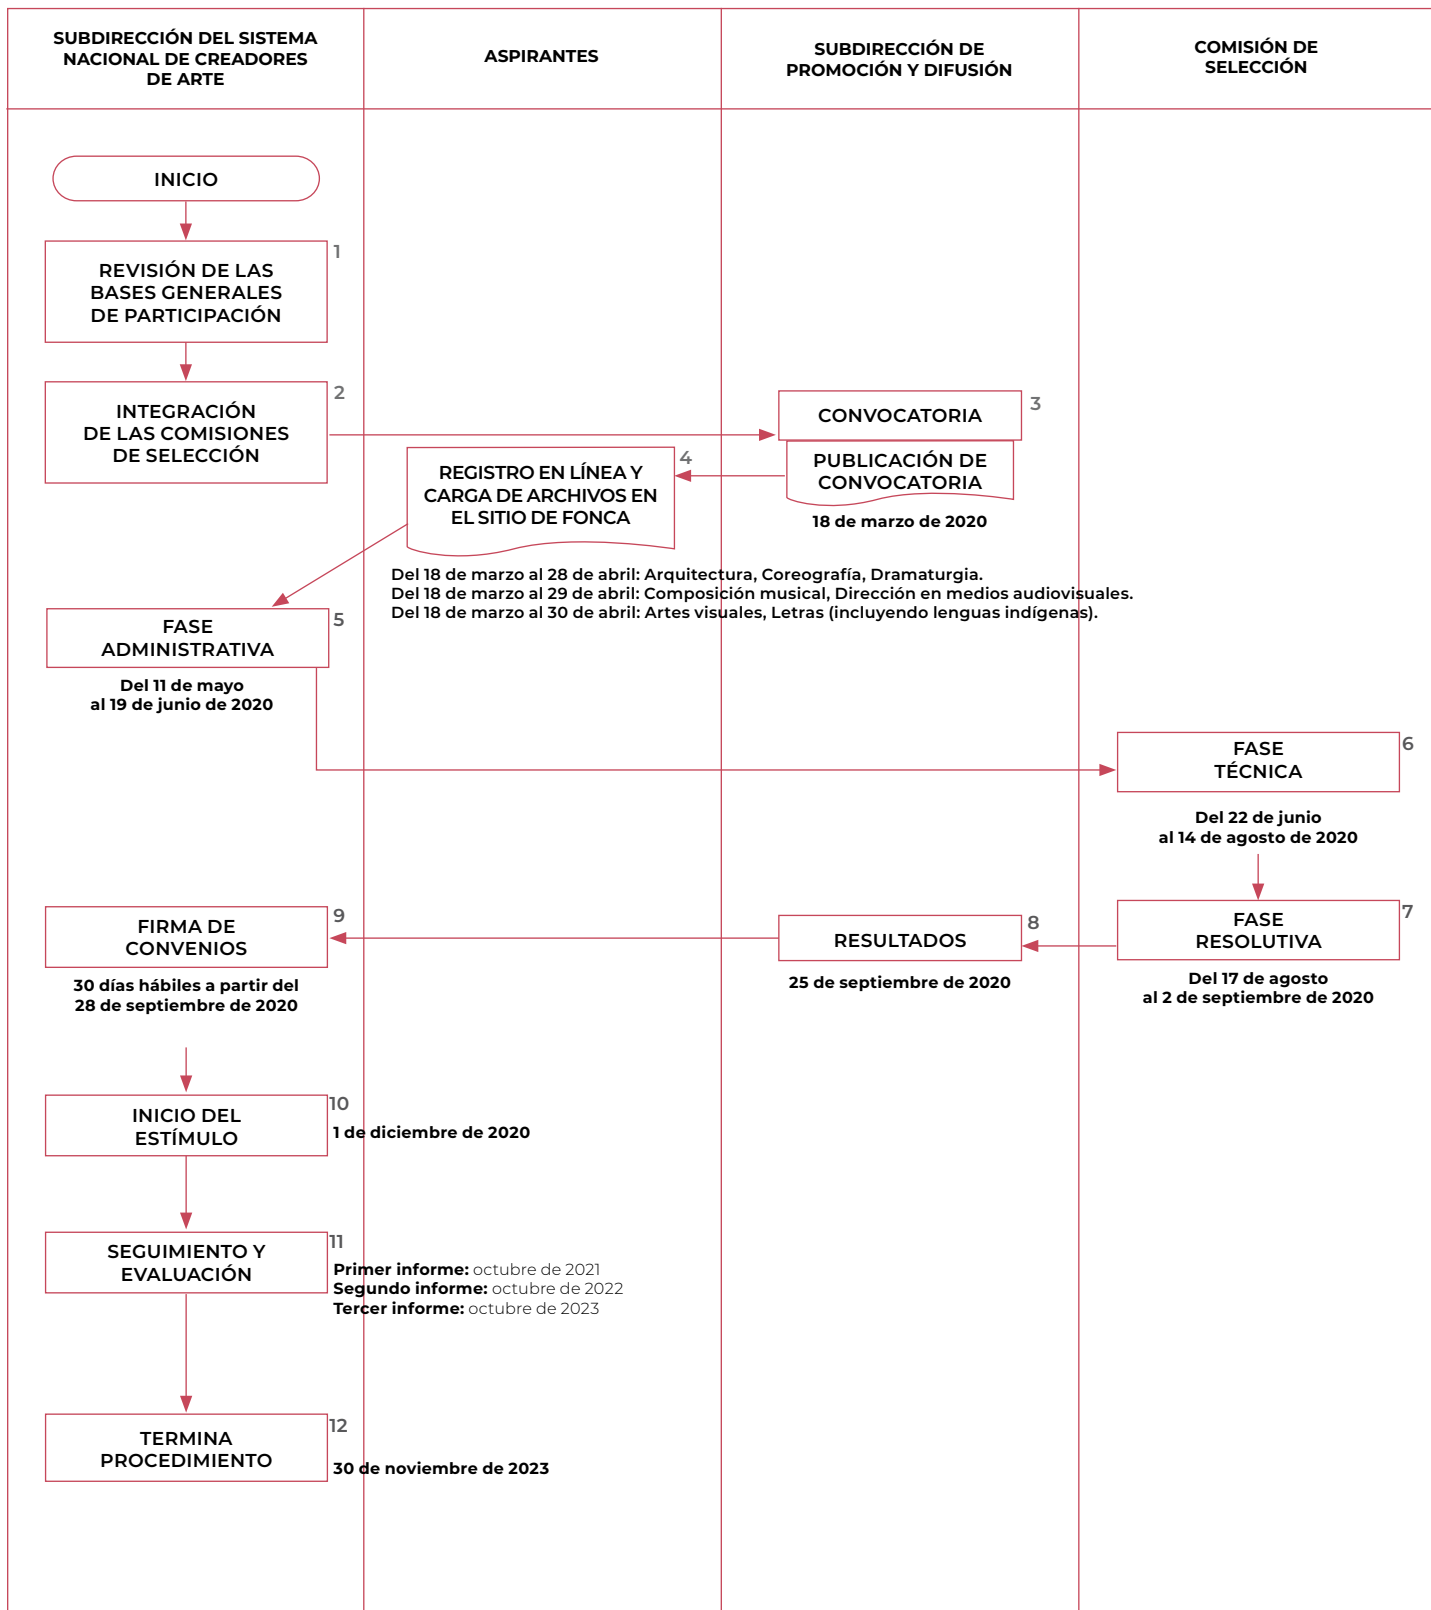 SUBDIRECCIÓN DEL SISTEMA
NACIONAL DE CREADORES
DE ARTE
ASPIRANTES
SUBDIRECCIÓN DE
PROMOCIÓN Y DIFUSIÓN
COMISIÓN DE
SELECCIÓN
INICIO
1
REVISIÓN DE LAS
BASES GENERALES
DE PARTICIPACIÓN
2
INTEGRACIÓN
DE LAS COMISIONES
DE SELECCIÓN
3
CONVOCATORIA
PUBLICACIÓN DE
CONVOCATORIA
18 de marzo de 2020
4
REGISTRO EN LÍNEA Y
CARGA DE ARCHIVOS EN
EL SITIO DE FONCA
Del 18 de marzo al 28 de abril: Arquitectura, Coreografía, Dramaturgia.
Del 18 de marzo al 29 de abril: Composición musical, Dirección en medios audiovisuales.
Del 18 de marzo al 30 de abril: Artes visuales, Letras (incluyendo lenguas indígenas).
5
FASE
ADMINISTRATIVA
Del 11 de mayo
al 19 de junio de 2020
6
FASE
TÉCNICA
Del 22 de junio
al 14 de agosto de 2020
7
FASE
RESOLUTIVA
Del 17 de agosto
al 2 de septiembre de 2020
8
RESULTADOS
25 de septiembre de 2020
9
FIRMA DE
CONVENIOS
30 días hábiles a partir del
28 de septiembre de 2020
10
INICIO DEL
ESTÍMULO
1 de diciembre de 2020
11
SEGUIMIENTO Y
EVALUACIÓN
Primer informe: octubre de 2021
Segundo informe: octubre de 2022
Tercer informe: octubre de 2023
12
TERMINA
PROCEDIMIENTO
30 de noviembre de 2023